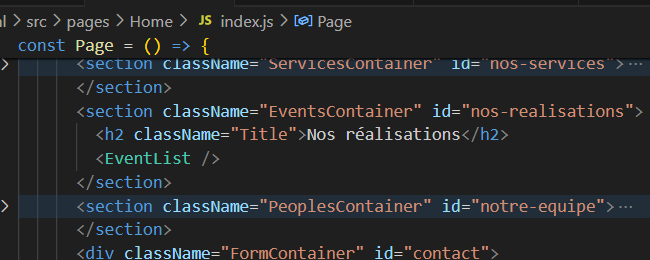 al > src > pages > Home > JS index.js > Page
const Page = () => {
<section className="ServicesContainer" id="nos-services">…
</section>
<section className="EventsContainer" id="nos-realisations">
<h2 className="Title">Nos réalisations</h2>
<EventList />
</section>
<section className="PeoplesContainer" id="notre-equipe">…
</section>
<div className="FormContainer" id="contact">